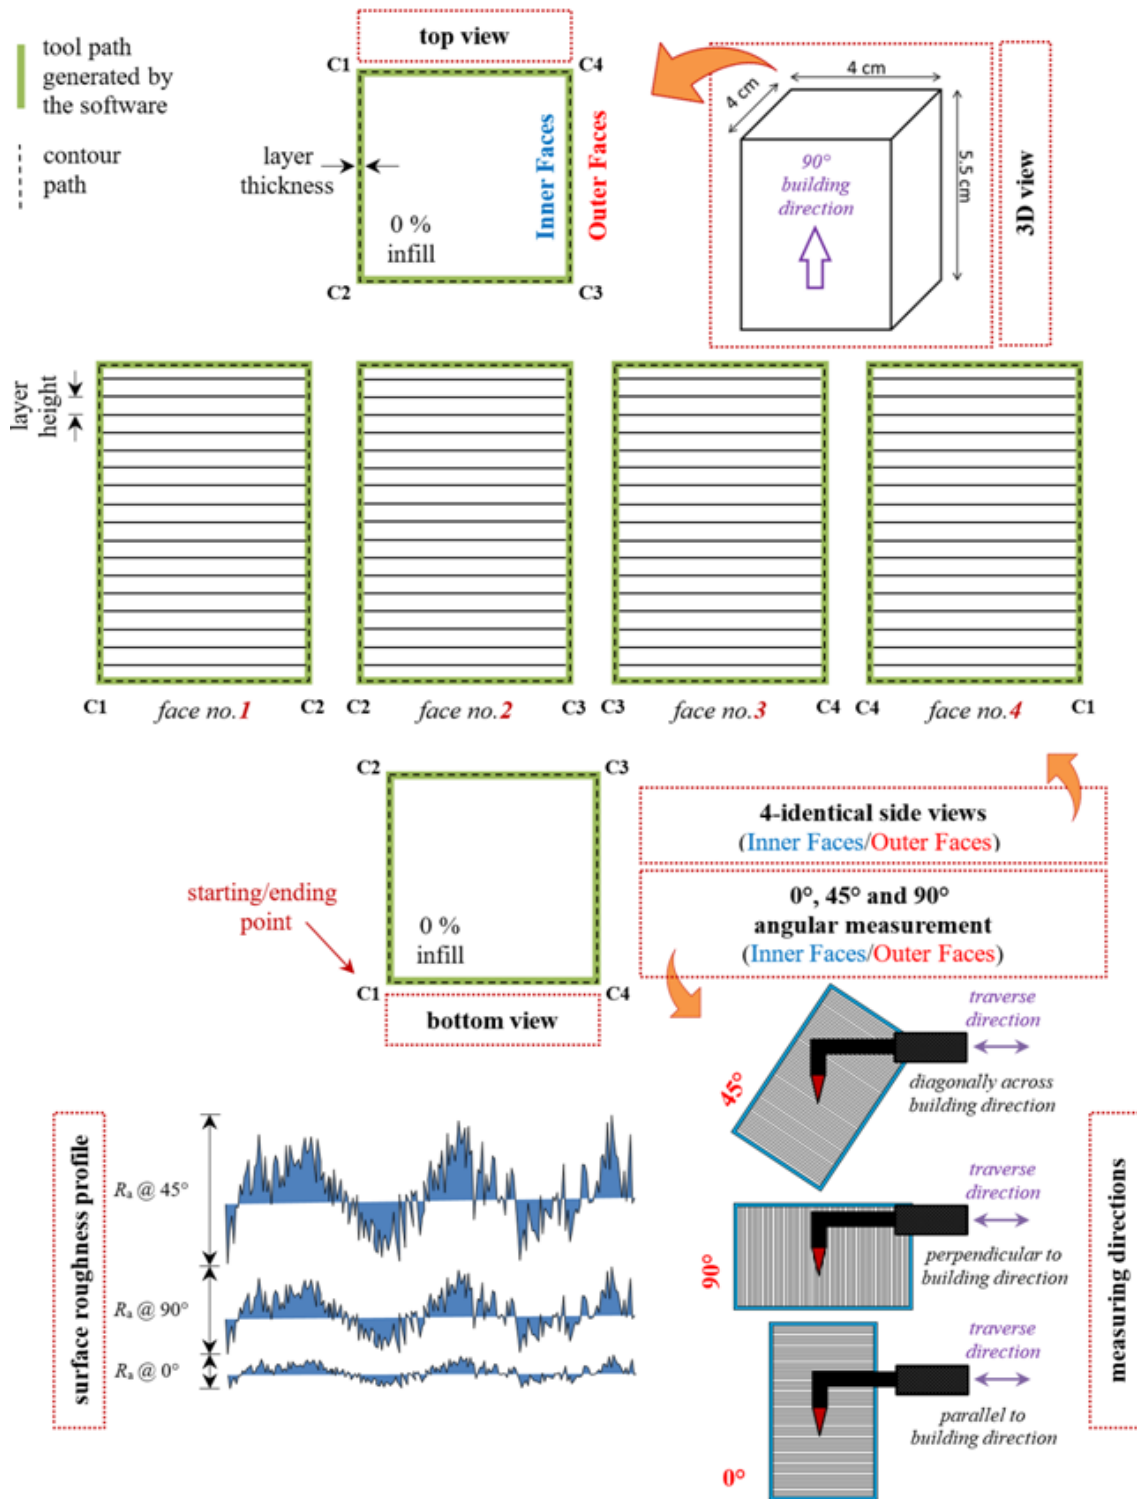 tool path
generated by
the software
contour
path
top view
C1
C4
layer
thickness
0 %
infill
Inner Faces
Outer Faces
C2
C3
4 cm
4 cm
5.5 cm
90°
building
direction
3D view
layer
height
C1
face no.1
C2
C2
face no.2
C3
C3
face no.3
C4
C4
face no.4
C1
C2
C3
starting/ending
point
0 %
infill
C1
C4
bottom view
4-identical side views
(Inner Faces/Outer Faces)
0°, 45° and 90°
angular measurement
(Inner Faces/Outer Faces)
surface roughness profile
Ra @ 45°
Ra @ 90°
Ra @ 0°
45°
traverse
direction
diagonally across
building direction
90°
traverse
direction
perpendicular to
building direction
0°
traverse
direction
parallel to
building direction
measuring directions